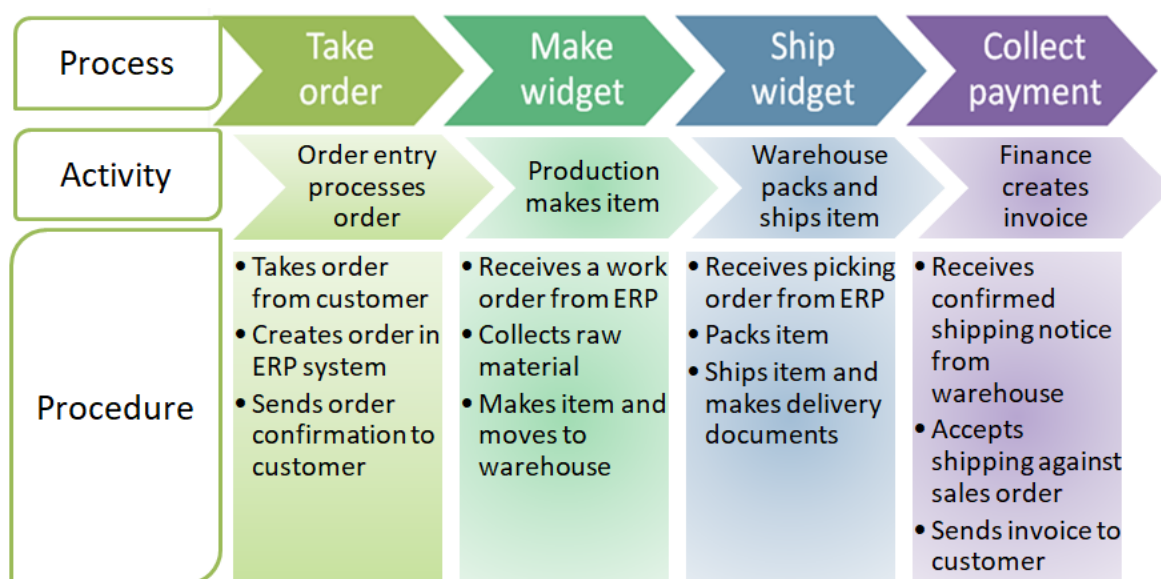 Process
Take
order
Make
widget
Ship
widget
Collect
payment
Activity
Order entry
processes
order
Production
makes item
Warehouse
packs and
ships item
Finance
creates
invoice
Procedure
• Takes order
from customer
• Creates order in
ERP system
• Sends order
confirmation to
customer
• Receives a work
order from ERP
• Collects raw
material
• Makes item and
moves to
warehouse
• Receives picking
order from ERP
• Packs item
• Ships item and
makes delivery
documents
• Receives
confirmed
shipping notice
from
warehouse
• Accepts
shipping against
sales order
• Sends invoice to
customer